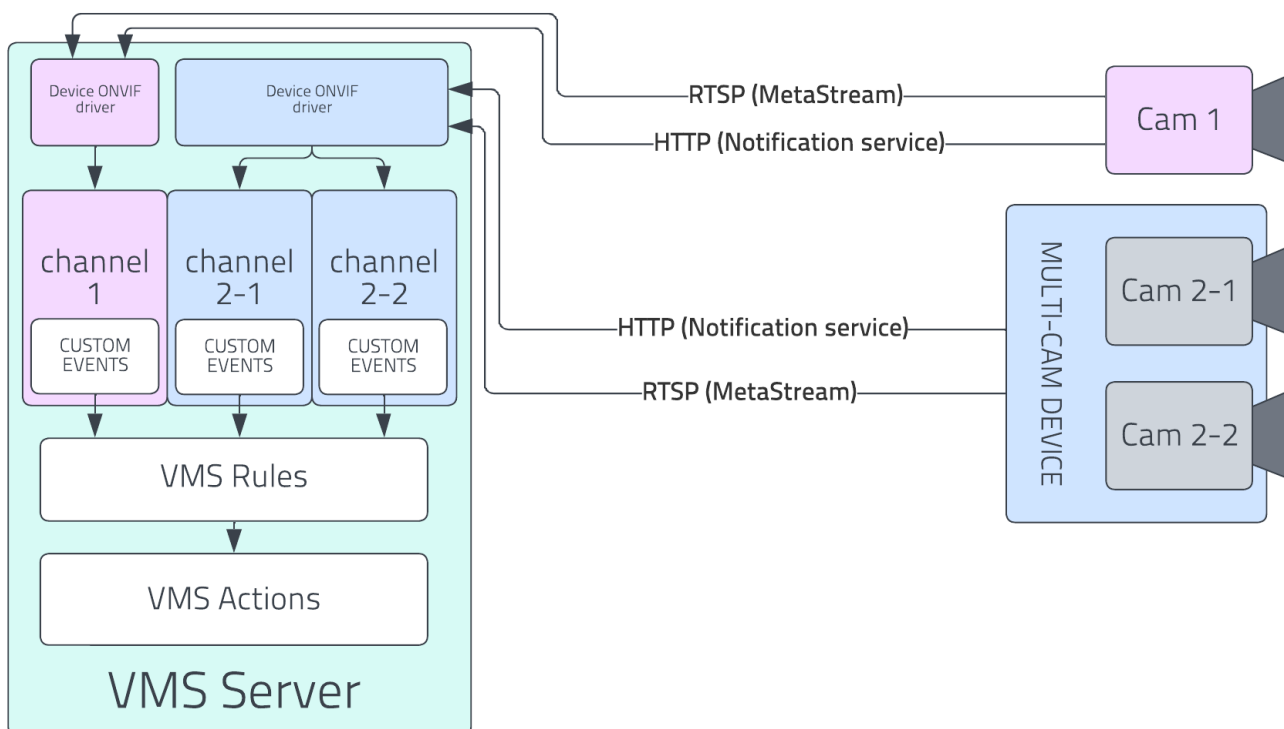 Device ONVIF
driver
Device ONVIF
driver
RTSP (MetaStream)
HTTP (Notification service)
Cam 1
channel
1
channel
2-1
channel
2-2
CUSTOM
EVENTS
CUSTOM
EVENTS
CUSTOM
EVENTS
HTTP (Notification service)
RTSP (MetaStream)
MULTI-CAM DEVICE
Cam 2-1
Cam 2-2
VMS Rules
VMS Actions
VMS Server